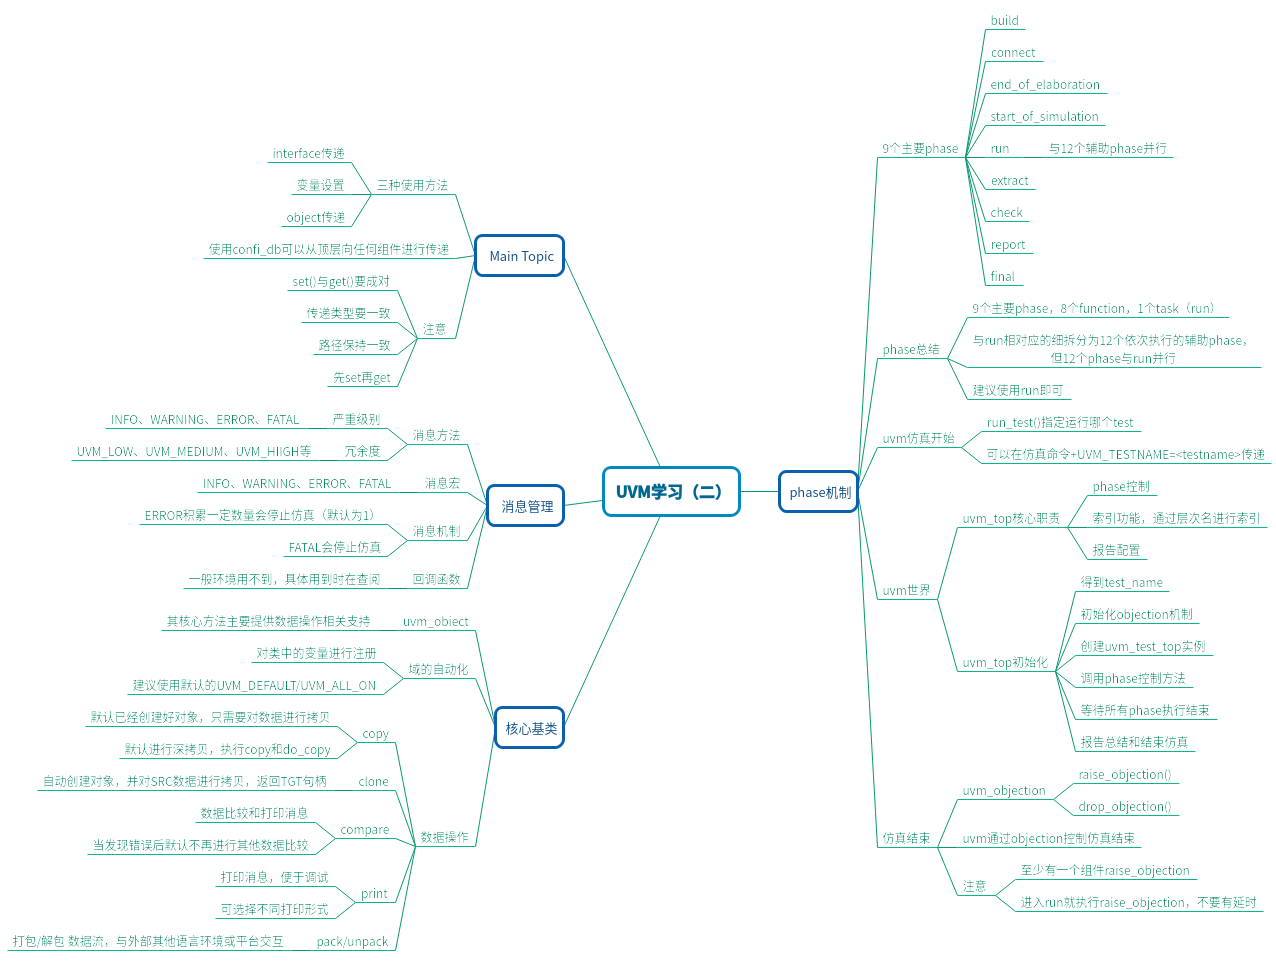 UVM学习（二）
phase机制
9个主要phase
build
connect
end_of_elaboration
start_of_simulation
run
与12个辅助phase并行
extract
check
report
final
phase总结
9个主要phase，8个function，1个task（run）
与run相对应的细拆分为12个依次执行的辅助phase，
但12个phase与run并行
建议使用run即可
uvm仿真开始
run_test()指定运行哪个test
可以在仿真命令+UVM_TESTNAME=<testname>传递
uvm世界
uvm_top核心职责
phase控制
索引功能，通过层次名进行索引
报告配置
uvm_top初始化
得到test_name
初始化objection机制
创建uvm_test_top实例
调用phase控制方法
等待所有phase执行结束
报告总结和结束仿真
仿真结束
uvm_objection
raise_objection()
drop_objection()
uvm通过objection控制仿真结束
注意
至少有一个组件raise_objection
进入run就执行raise_objection，不要有延时
Main Topic
三种使用方法
interface传递
变量设置
object传递
使用confi_db可以从顶层向任何组件进行传递
注意
set()与get()要成对
传递类型要一致
路径保持一致
先set再get
消息管理
消息方法
严重级别
INFO、WARNING、ERROR、FATAL
冗余度
UVM_LOW、UVM_MEDIUM、UVM_HIIGH等
消息宏
INFO、WARNING、ERROR、FATAL
消息机制
ERROR积累一定数量会停止仿真（默认为1）
FATAL会停止仿真
回调函数
一般环境用不到，具体用到时在查阅
核心基类
uvm_obiect
其核心方法主要提供数据操作相关支持
域的自动化
对类中的变量进行注册
建议使用默认的UVM_DEFAULT/UVM_ALL_ON
数据操作
copy
默认已经创建好对象，只需要对数据进行拷贝
默认进行深拷贝，执行copy和do_copy
clone
自动创建对象，并对SRC数据进行拷贝，返回TGT句柄
compare
数据比较和打印消息
当发现错误后默认不再进行其他数据比较
print
打印消息，便于调试
可选择不同打印形式
pack/unpack
打包/解包 数据流，与外部其他语言环境或平台交互